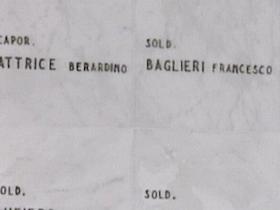 CAPOR.
ATTRICE BERARDINO
SOLD.
BAGLIERI FRANCESCO
SOLD.
SOLD.